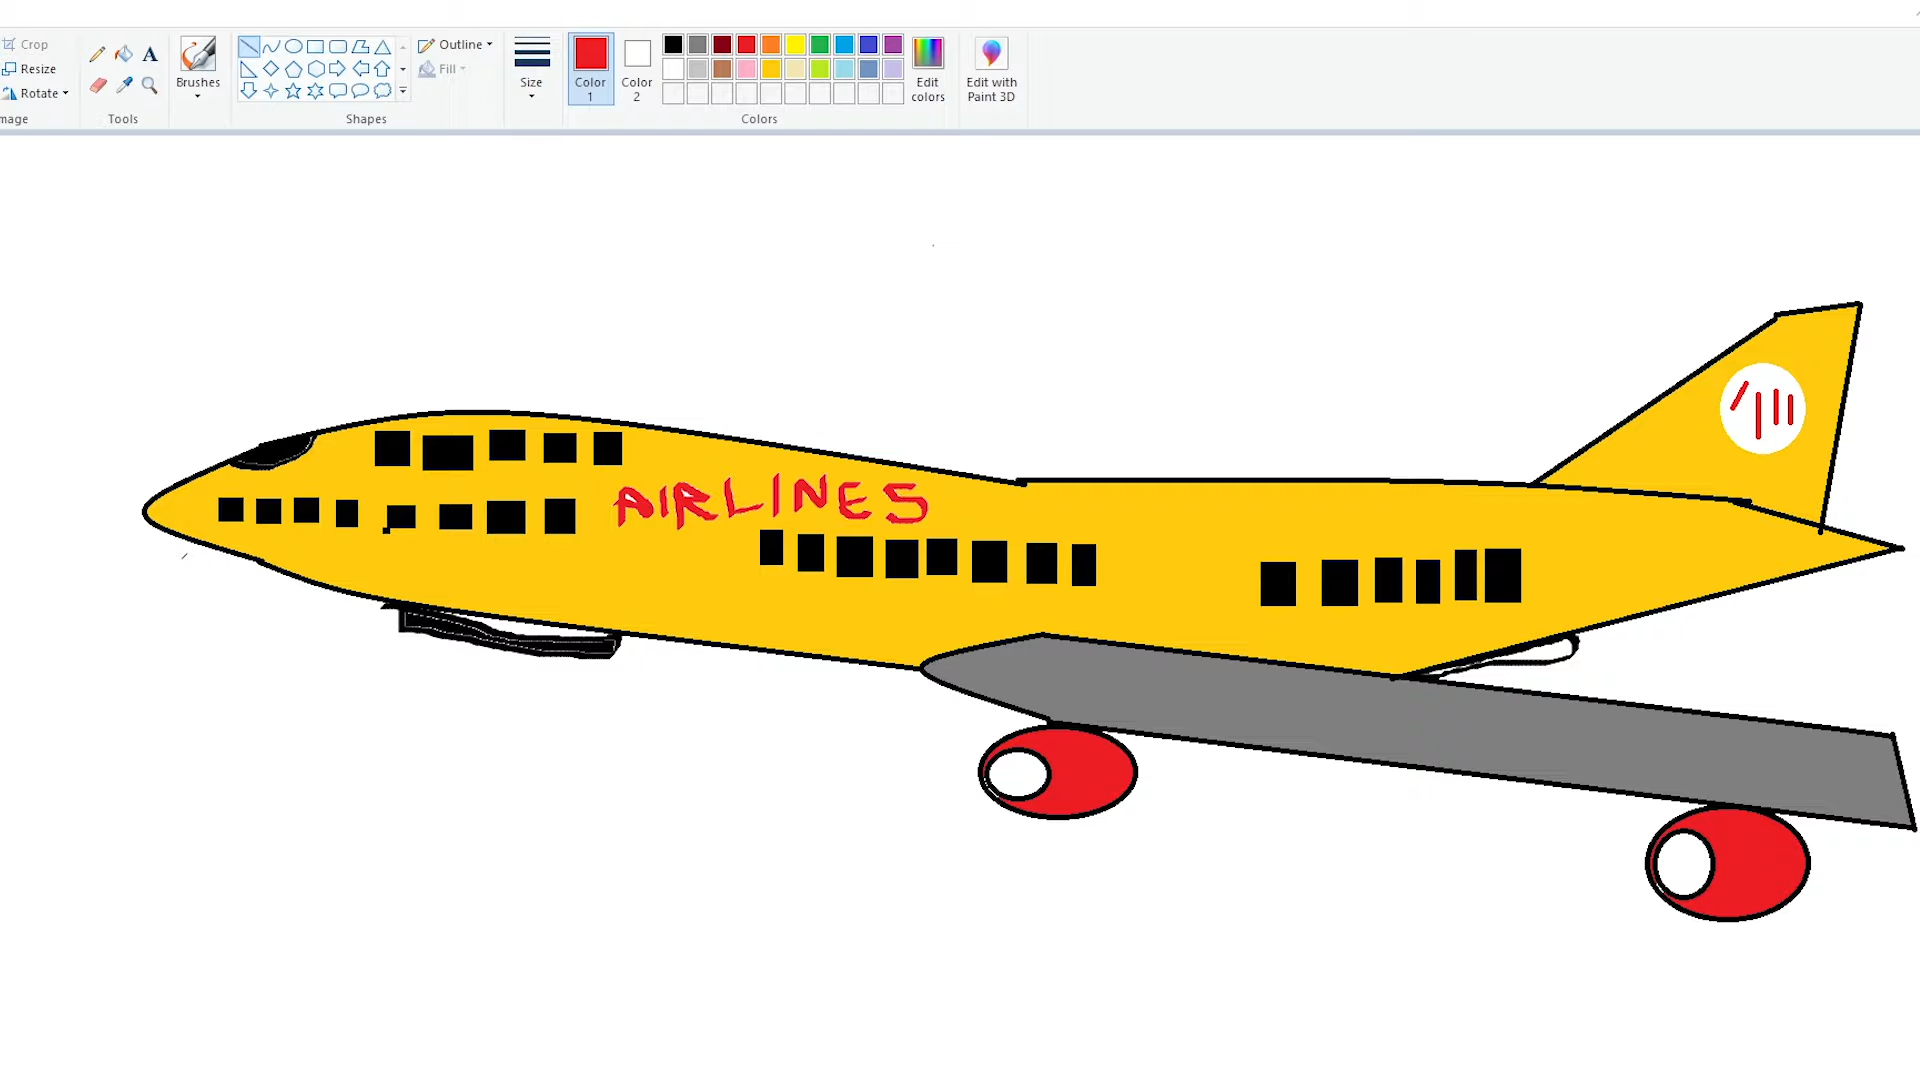 Crop
Resize
Rotate
mage
Tools
Brushes
Shapes
Outline
Fill
Size
Color
1
Color
2
Edit
colors
Colors
Edit with
Paint 3D
AIRLINES